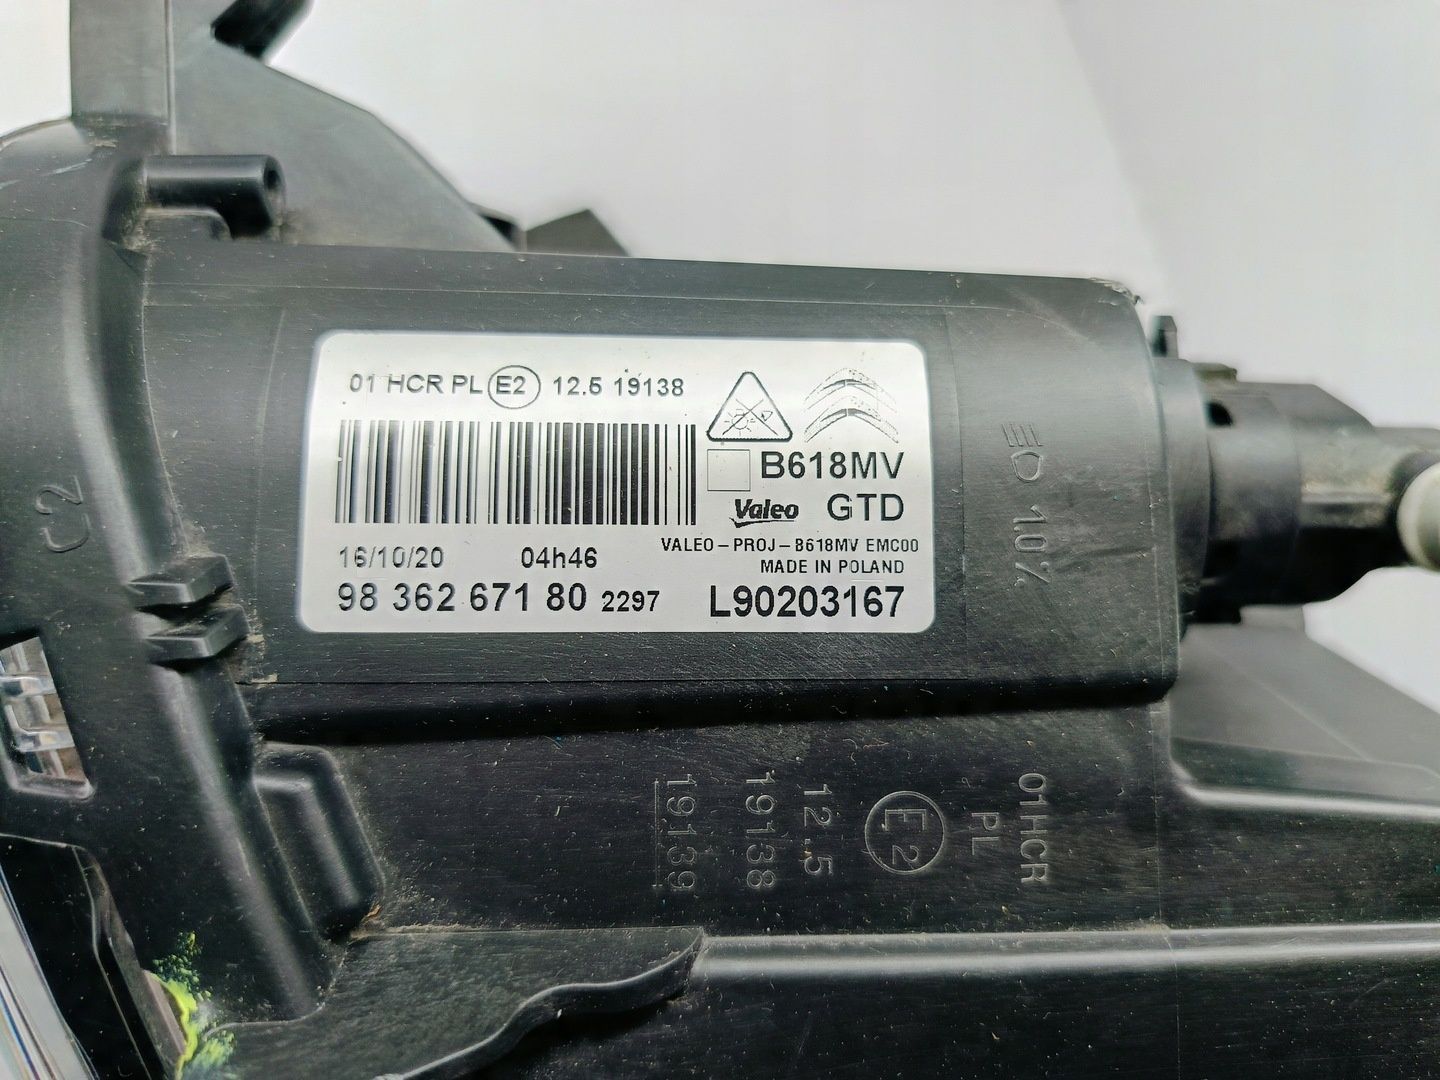 01 HCR PL E2 12.5 19138
B618MV
Valeo GTD
16/10/20 04h46
VALEO-PROJ-B618MV EMC00
MADE IN POLAND
98 362 671 80 2297
L90203167
C2
1.0%
01HCR
PL
E2
12.5
19138
19139